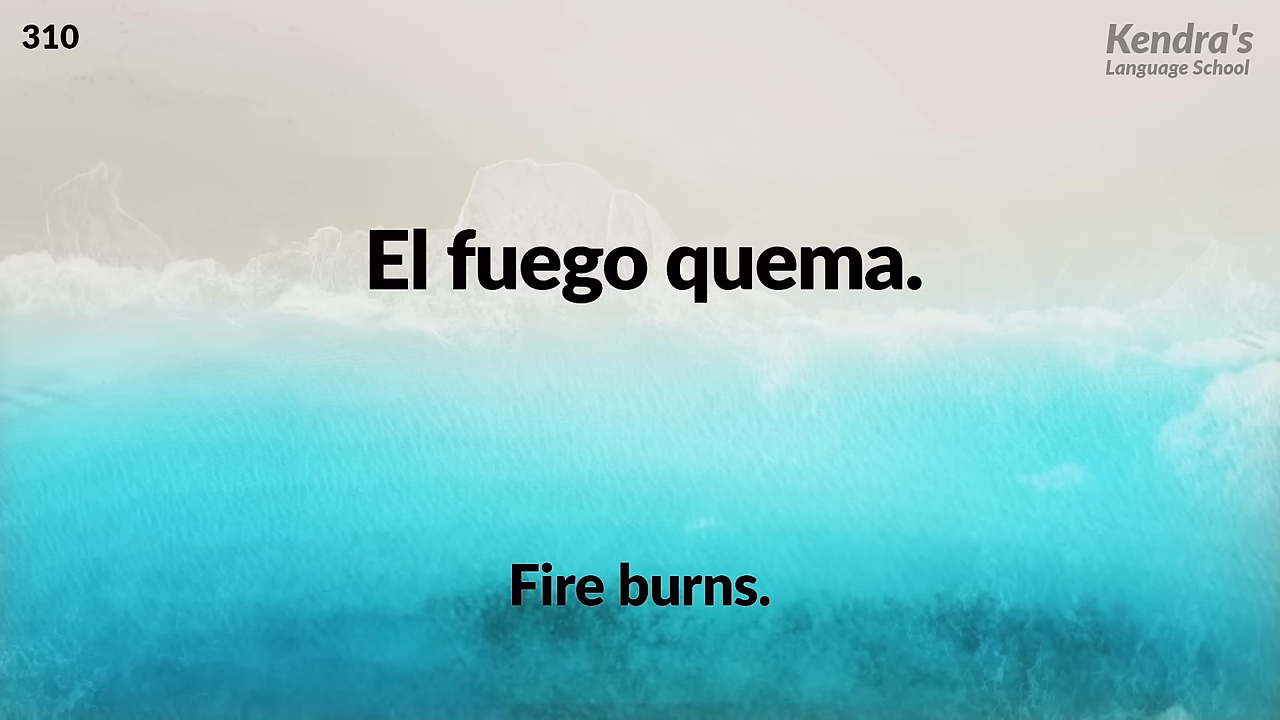 310
Kendra's
Language School
El fuego quema.
Fire burns.